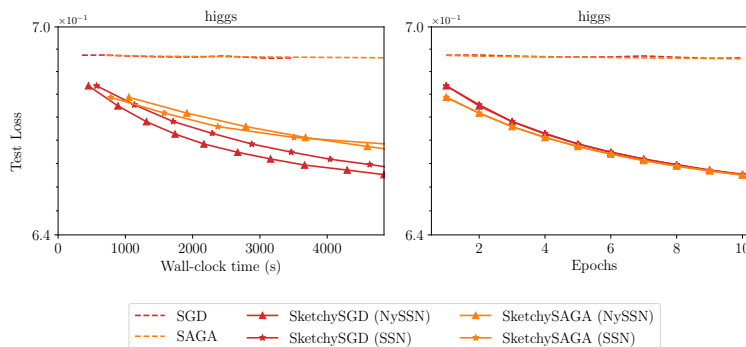 higgs
higgs
×10⁻¹
×10⁻¹
7.0
7.0
6.4
6.4
Test Loss
0
1000
2000
3000
4000
2
4
6
8
10
Wall-clock time (s)
Epochs
SGD
SAGA
SketchySGD (NySSN)
SketchySGD (SSN)
SketchySAGA (NySSN)
SketchySAGA (SSN)